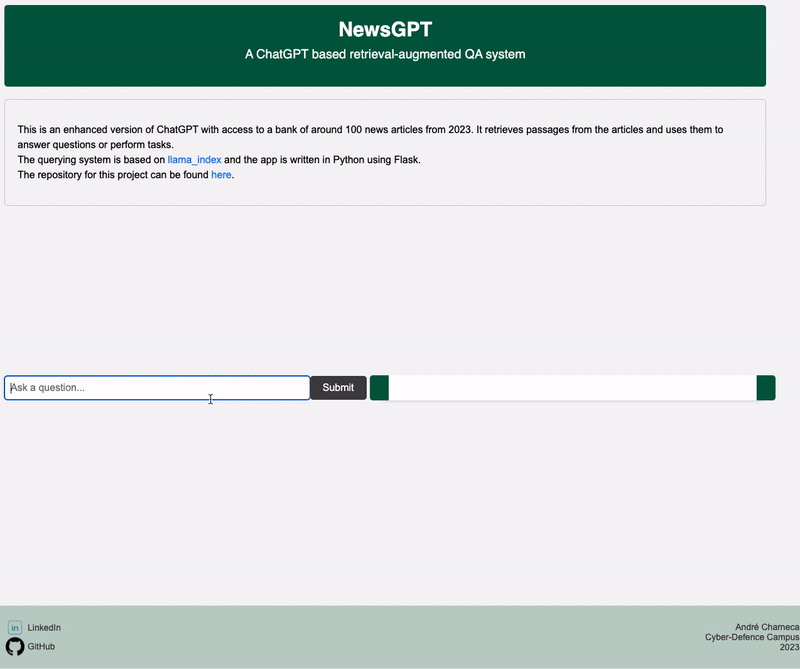 NewsGPT
A ChatGPT based retrieval-augmented QA system
This is an enhanced version of ChatGPT with access to a bank of around 100 news articles from 2023. It retrieves passages from the articles and uses them to
answer questions or perform tasks.
The querying system is based on llama_index and the app is written in Python using Flask.
The repository for this project can be found here.
Ask a question...
Submit
in LinkedIn
GitHub
André Charneca
Cyber-Defence Campus
2023